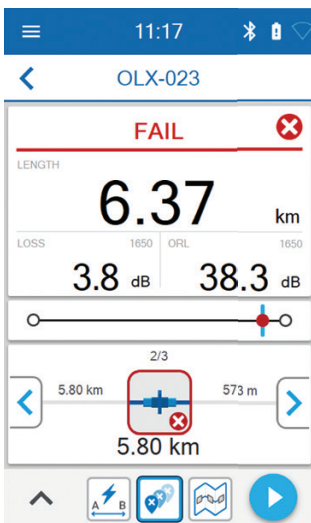 11:17
OLX-023
FAIL
LENGTH
6.37 km
LOSS 1650 ORL 1650
3.8 dB 38.3 dB
2/3
5.80 km 573 m
5.80 km
A B